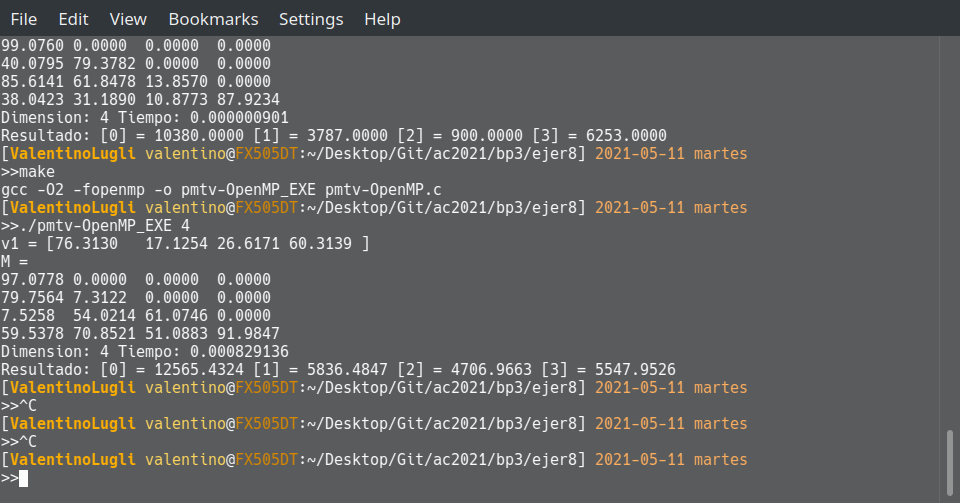 File Edit View Bookmarks Settings Help
99.0760 0.0000  0.0000  0.0000
40.0795 79.3782 0.0000  0.0000
85.6141 61.8478 13.8570 0.0000
38.0423 31.1890 10.8773 87.9234
Dimension: 4 Tiempo: 0.000000901
Resultado: [0] = 10380.0000 [1] = 3787.0000 [2] = 900.0000 [3] = 6253.0000
[ValentinoLugli valentino@FX505DT:~/Desktop/Git/ac2021/bp3/ejer8] 2021-05-11 martes
>>make
gcc -O2 -fopenmp -o pmtv-OpenMP_EXE pmtv-OpenMP.c
[ValentinoLugli valentino@FX505DT:~/Desktop/Git/ac2021/bp3/ejer8] 2021-05-11 martes
>>./pmtv-OpenMP_EXE 4
v1 = [76.3130   17.1254 26.6171 60.3139 ]
M =
97.0778 0.0000  0.0000  0.0000
79.7564 7.3122  0.0000  0.0000
7.5258  54.0214 61.0746 0.0000
59.5378 70.8521 51.0883 91.9847
Dimension: 4 Tiempo: 0.000829136
Resultado: [0] = 12565.4324 [1] = 5836.4847 [2] = 4706.9663 [3] = 5547.9526
[ValentinoLugli valentino@FX505DT:~/Desktop/Git/ac2021/bp3/ejer8] 2021-05-11 martes
>>^C
[ValentinoLugli valentino@FX505DT:~/Desktop/Git/ac2021/bp3/ejer8] 2021-05-11 martes
>>^C
[ValentinoLugli valentino@FX505DT:~/Desktop/Git/ac2021/bp3/ejer8] 2021-05-11 martes
>>